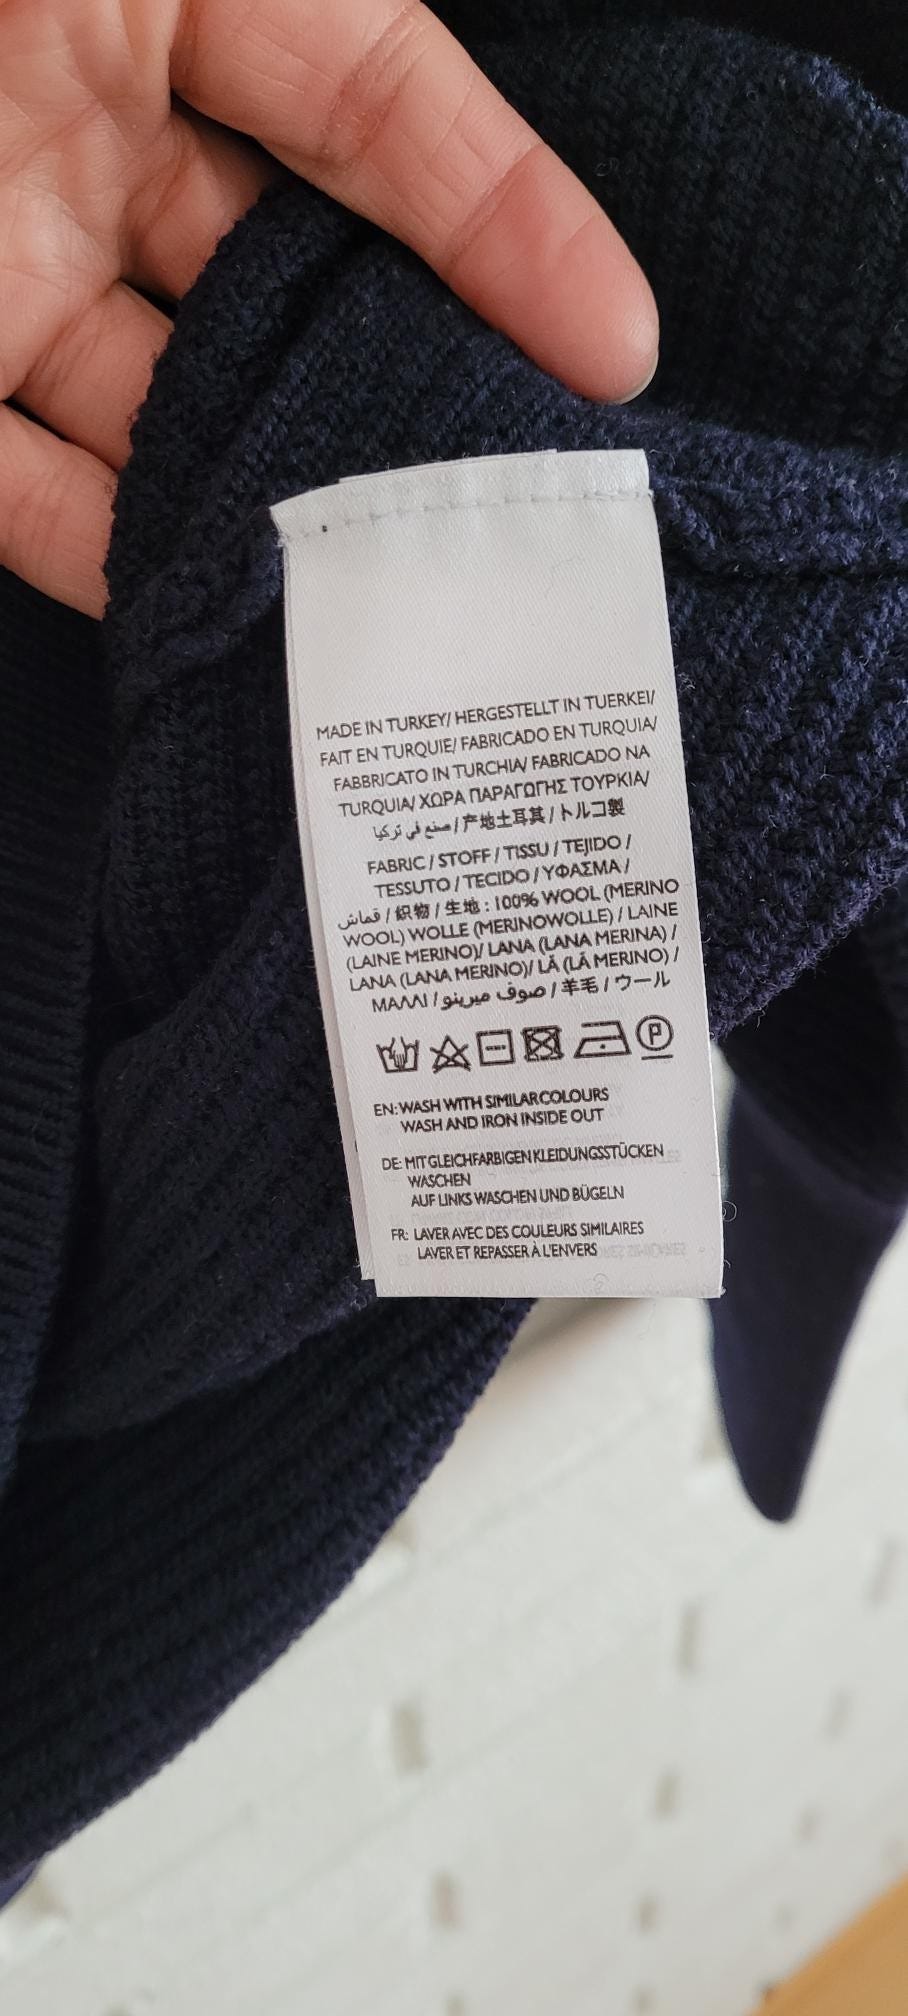 MADE IN TURKEY/ HERGESTELLT IN TUERKEI/
FAIT EN TURQUIE/ FABRICADO EN TURQUIA/
FABBRICATO IN TURCHIA/ FABRICADO NA
TURQUIA/ ΧΩΡΑ ΠΑΡΑΓΩΓΗΣ ΤΟΥΡΚΙΑ/
صنع في تركيا / 产地土耳其 / トルコ製
FABRIC / STOFF / TISSU / TEJIDO /
TESSUTO / TECIDO / ΥΦΑΣΜΑ /
قماش / 织物 / 生地 : 100% WOOL (MERINO
WOOL) WOLLE (MERINOWOLLE) / LAINE
(LAINE MERINO)/ LANA (LANA MERINA) /
LANA (LANA MERINO)/ LÃ (LÃ MERINO) /
ΜΑΛΛΙ / صوف ميرينو / 羊毛 / ウール
P
EN: WASH WITH SIMILAR COLOURS
WASH AND IRON INSIDE OUT
DE: MIT GLEICHFARBIGEN KLEIDUNGSSTÜCKEN
WASCHEN
AUF LINKS WASCHEN UND BÜGELN
FR: LAVER AVEC DES COULEURS SIMILAIRES
LAVER ET REPASSER À L'ENVERS